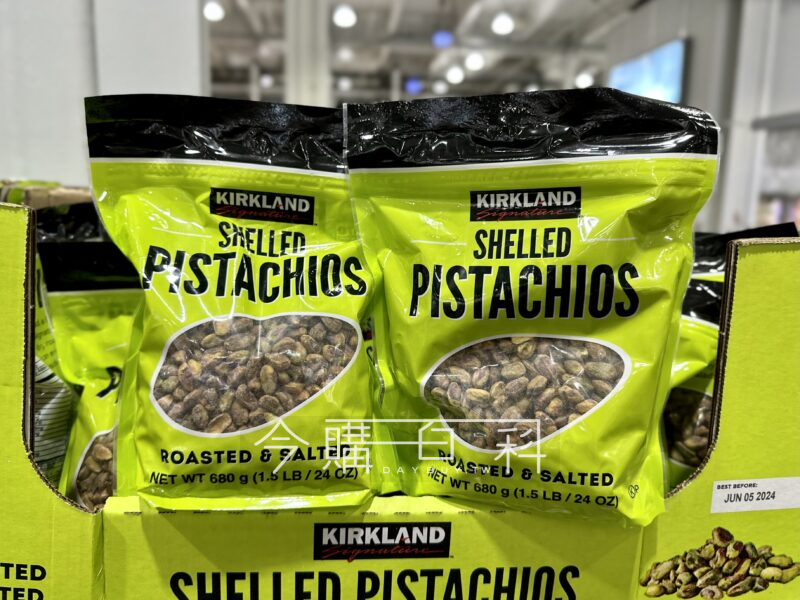 KIRKLAND
Signature
SHELLED
PISTACHIOS
ROASTED & SALTED
NET WT 680 g (1.5 LB / 24 OZ)
KIRKLAND
Signature
SHELLED
PISTACHIOS
ROASTED & SALTED
NET WT 680 g (1.5 LB / 24 OZ)
今購百科
KIRKLAND
Signature
SHELLED PISTACHIOS
BEST BEFORE:
JUN 05 2024
TED
TED